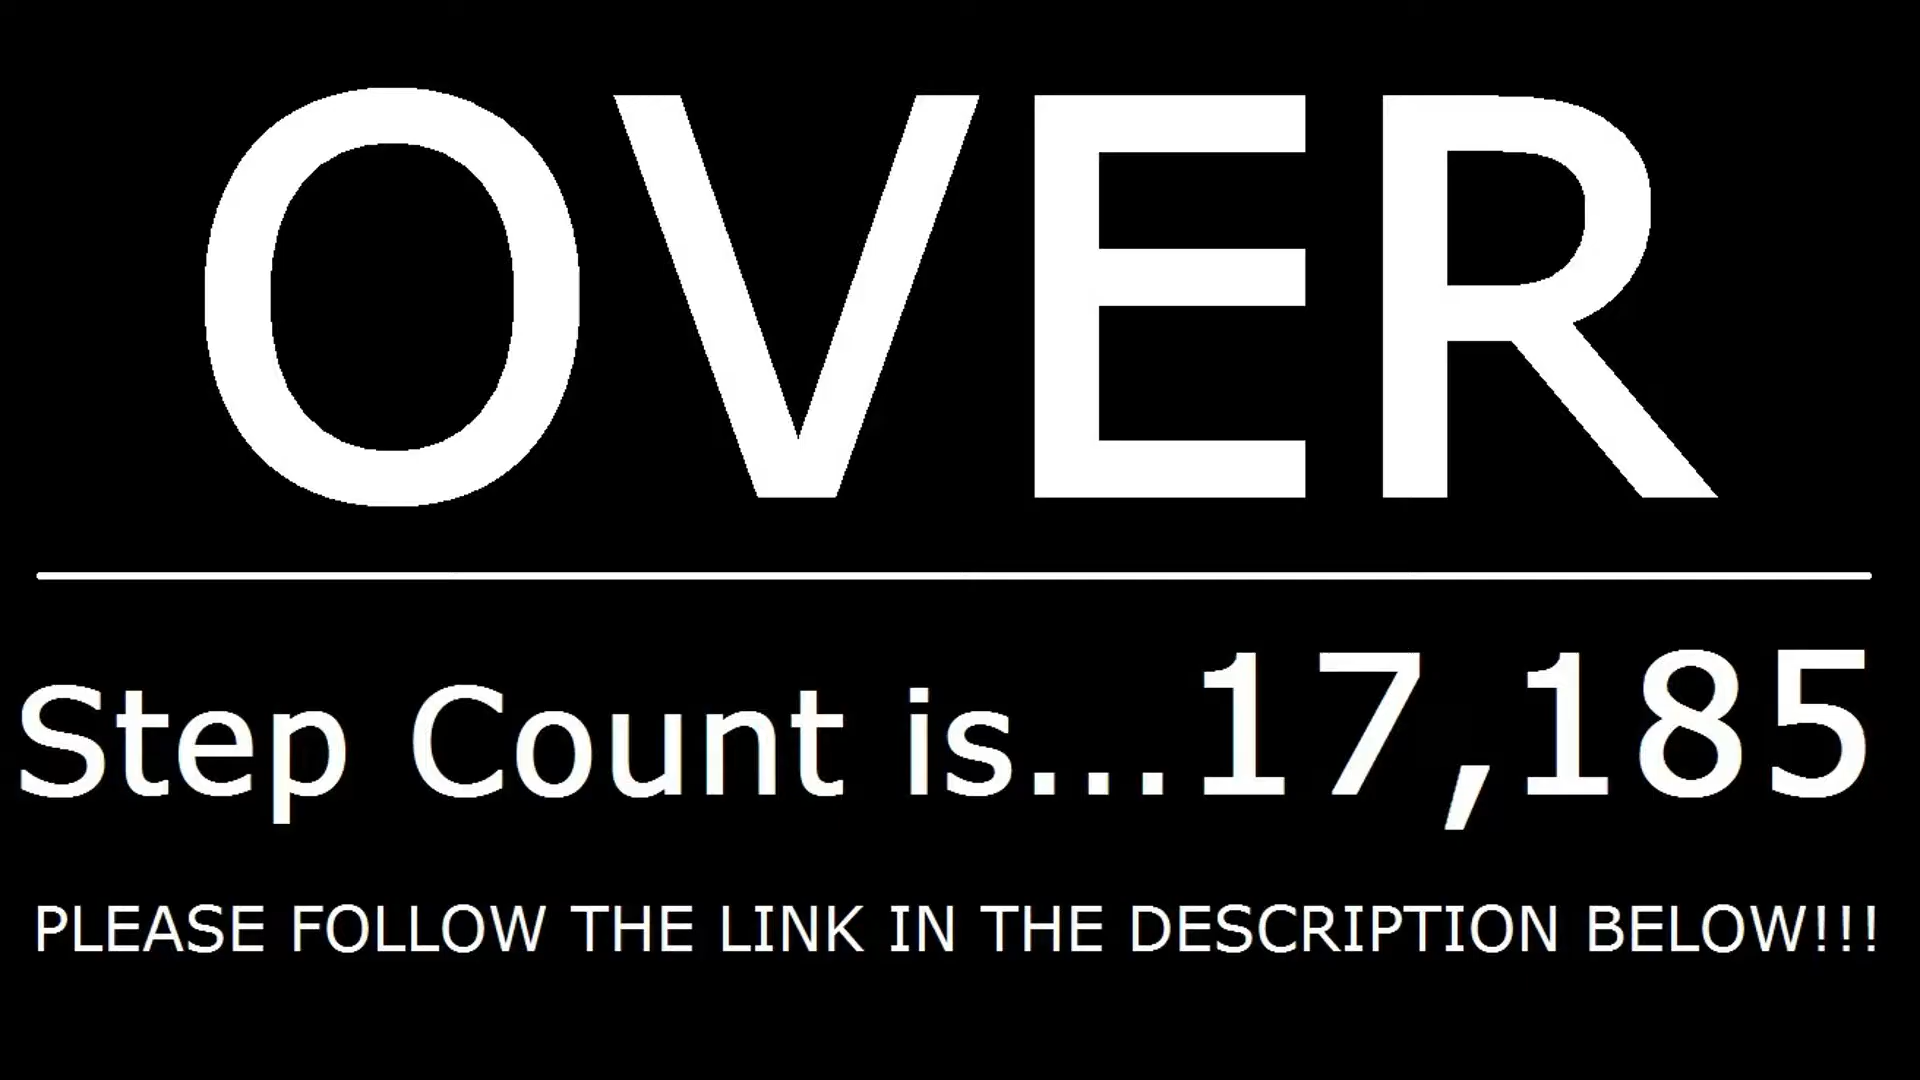 OVER
Step Count is...17,185
PLEASE FOLLOW THE LINK IN THE DESCRIPTION BELOW!!!